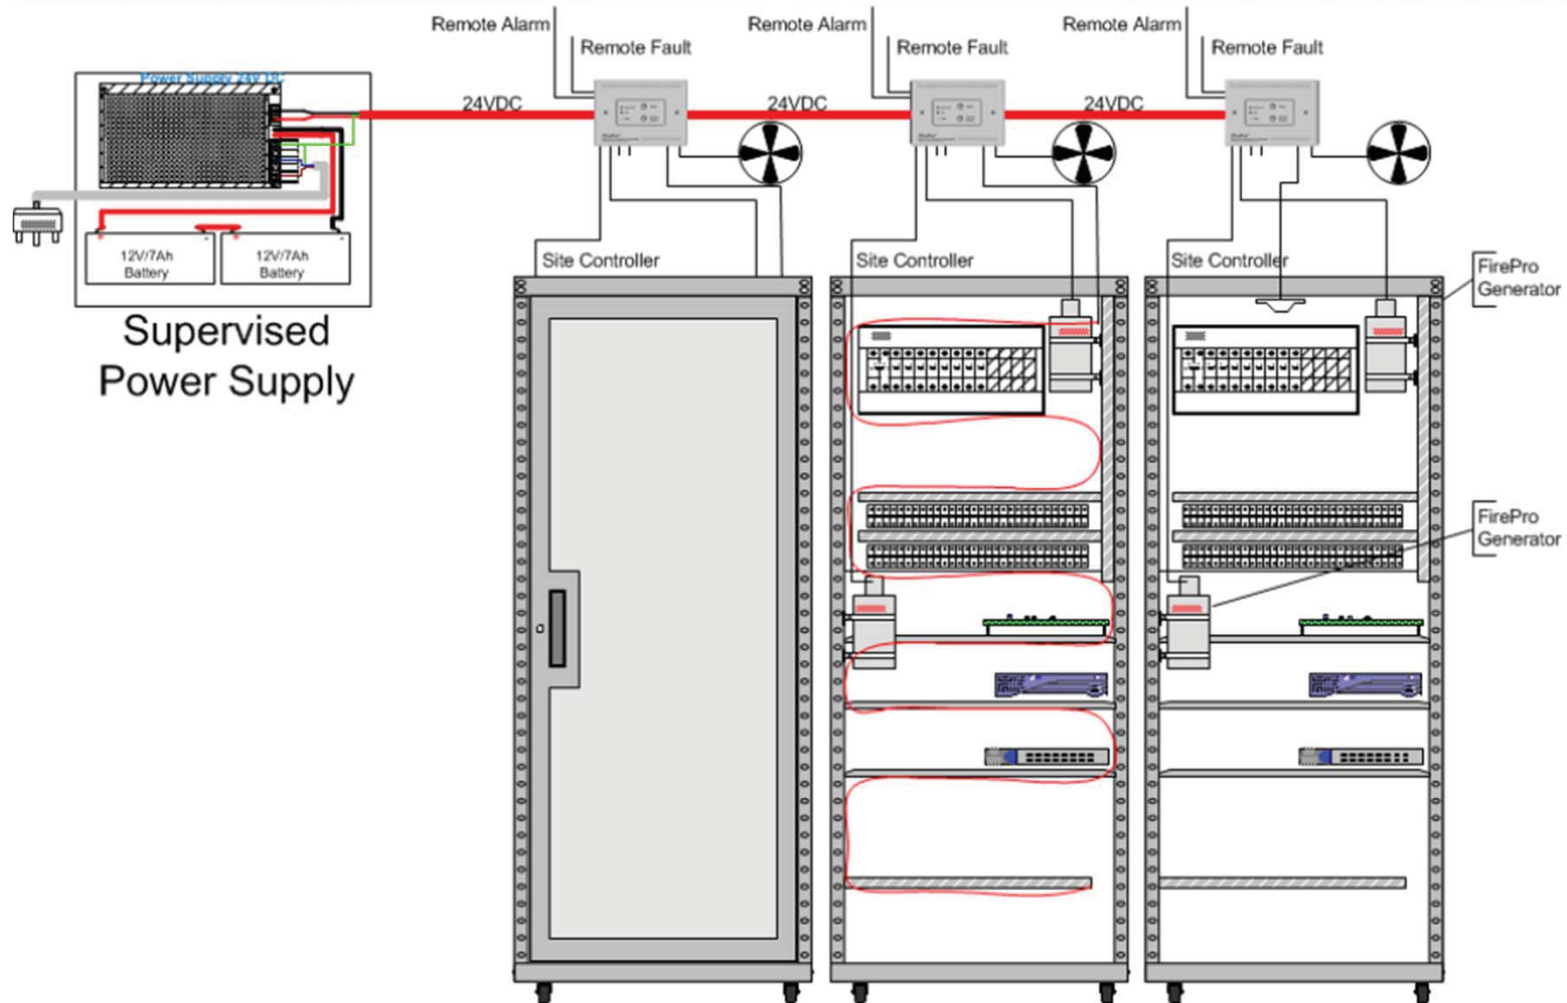 Remote Alarm
Remote Fault
Remote Alarm
Remote Fault
Remote Alarm
Remote Fault
Power Supply 24V DC
24VDC
24VDC
24VDC
12V/7Ah
Battery
12V/7Ah
Battery
Supervised
Power Supply
Site Controller
Site Controller
Site Controller
FirePro
Generator
FirePro
Generator